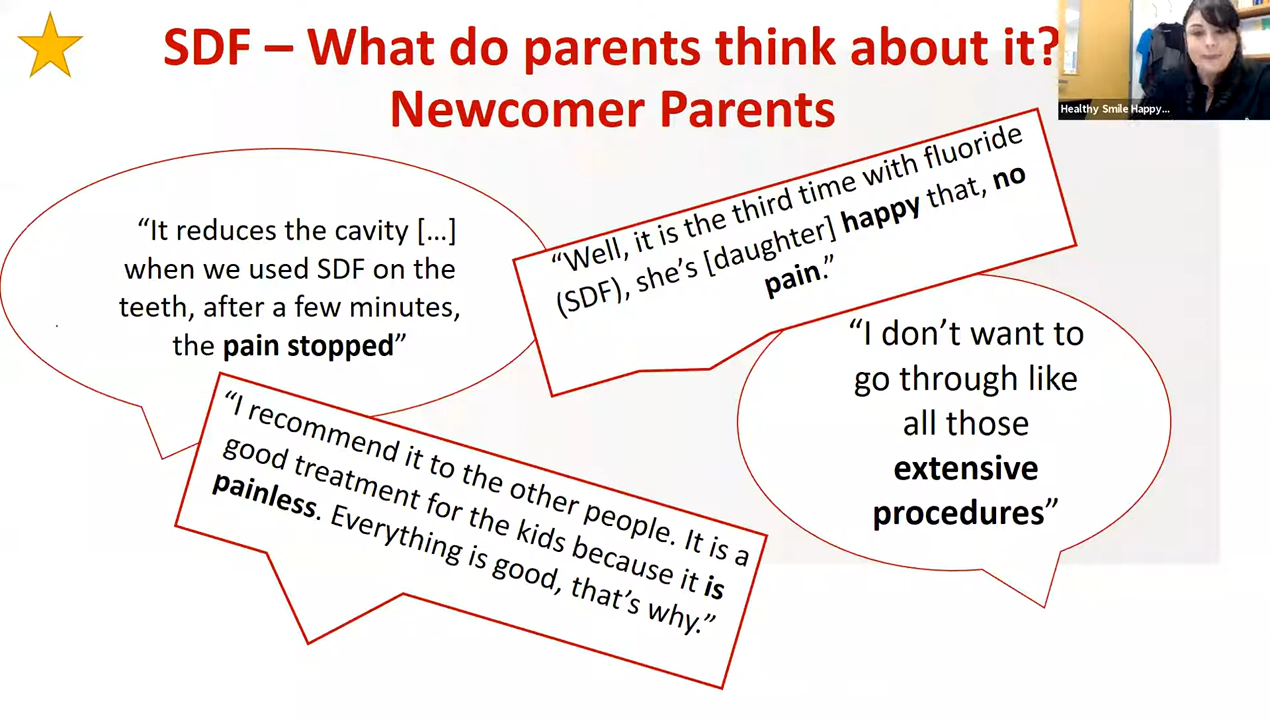 SDF – What do parents think about it?
Newcomer Parents
Healthy Smile Happy...
“It reduces the cavity [...]
when we used SDF on the
teeth, after a few minutes,
the pain stopped”
“Well, it is the third time with fluoride
(SDF), she’s [daughter] happy that, no
pain.”
“I recommend it to the other people. It is a
good treatment for the kids because it is
painless. Everything is good, that’s why.”
“I don’t want to
go through like
all those
extensive
procedures”